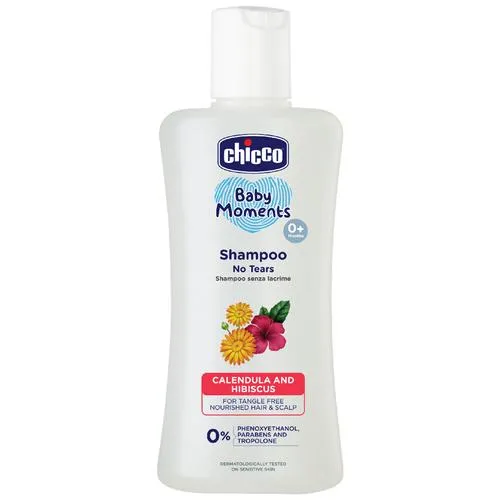 chicco
Baby
Moments
0+
Months
Shampoo
No Tears
Shampoo senza lacrime
CALENDULA AND
HIBISCUS
FOR TANGLE FREE
NOURISHED HAIR & SCALP
0%
PHENOXYETHANOL,
PARABENS AND
TROPOLONE
DERMATOLOGICALLY TESTED
ON SENSITIVE SKIN